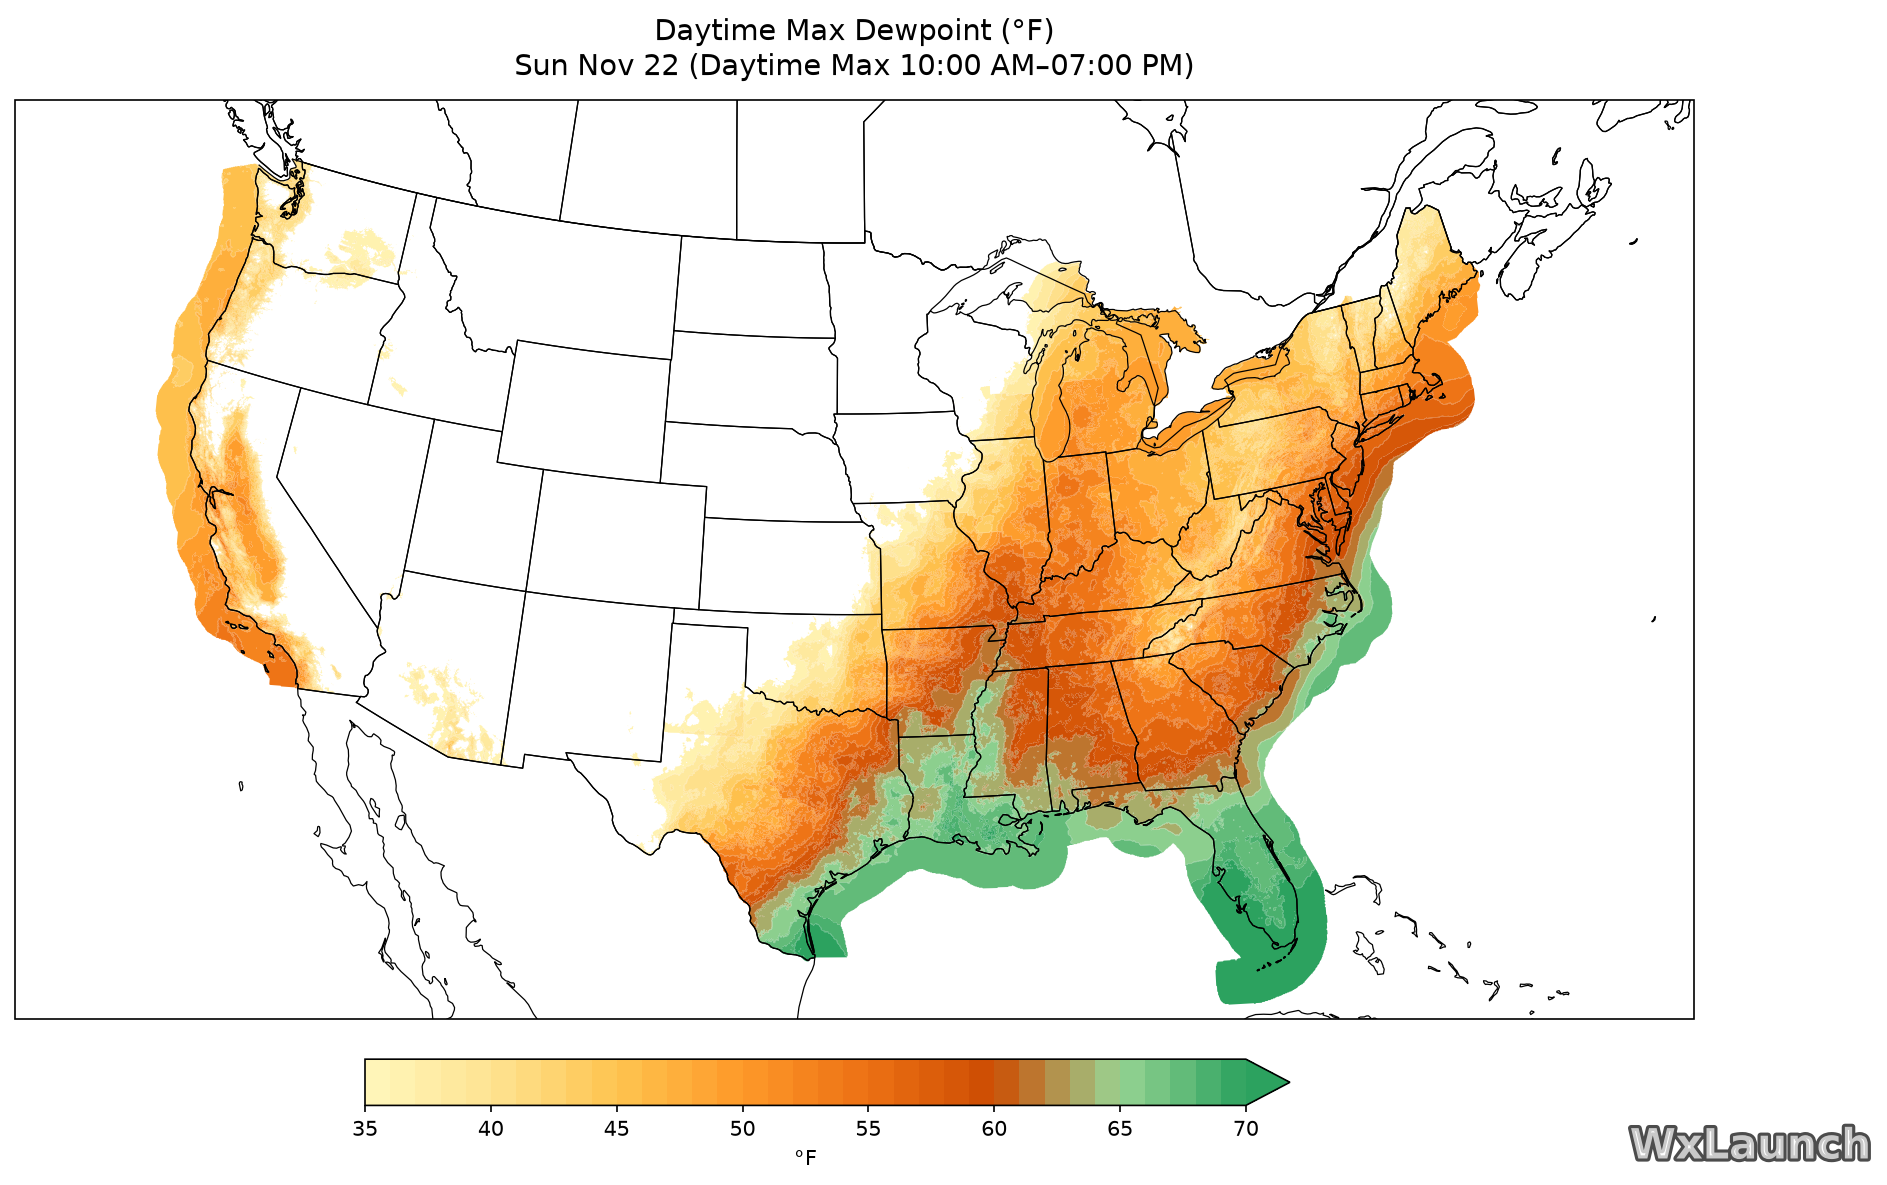 Daytime Max Dewpoint (°F)
Sun Nov 22 (Daytime Max 10:00 AM–07:00 PM)
35 40 45 50 55 60 65 70
°F
WxLaunch